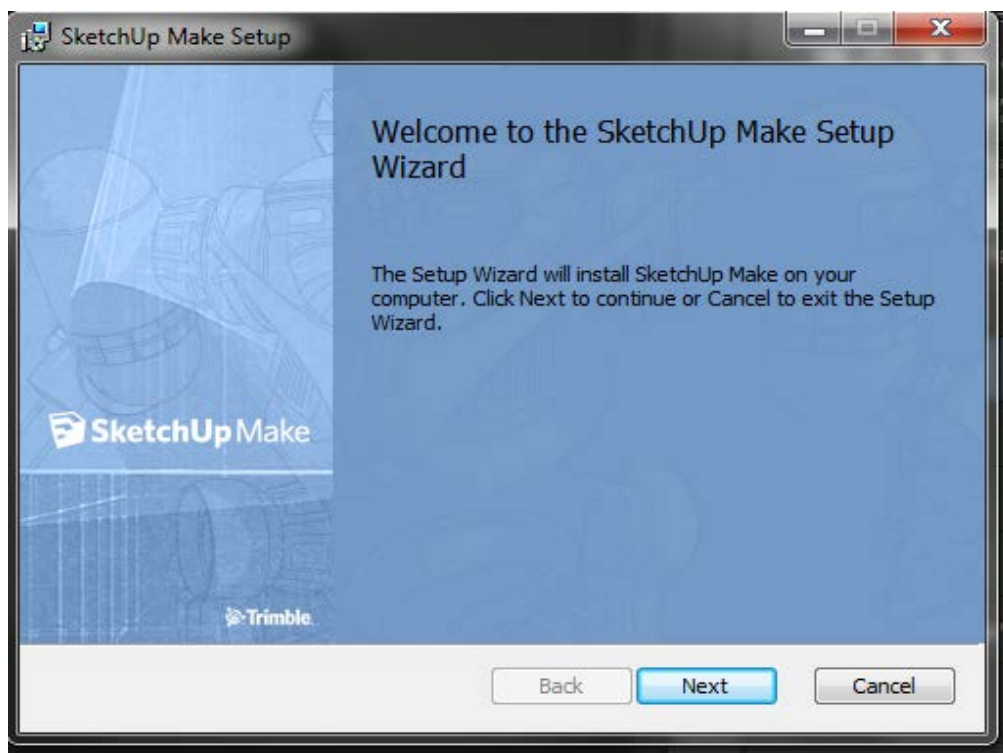 SketchUp Make Setup
Welcome to the SketchUp Make Setup
Wizard
The Setup Wizard will install SketchUp Make on your
computer. Click Next to continue or Cancel to exit the Setup
Wizard.
SketchUp Make
Trimble.
Back Next Cancel